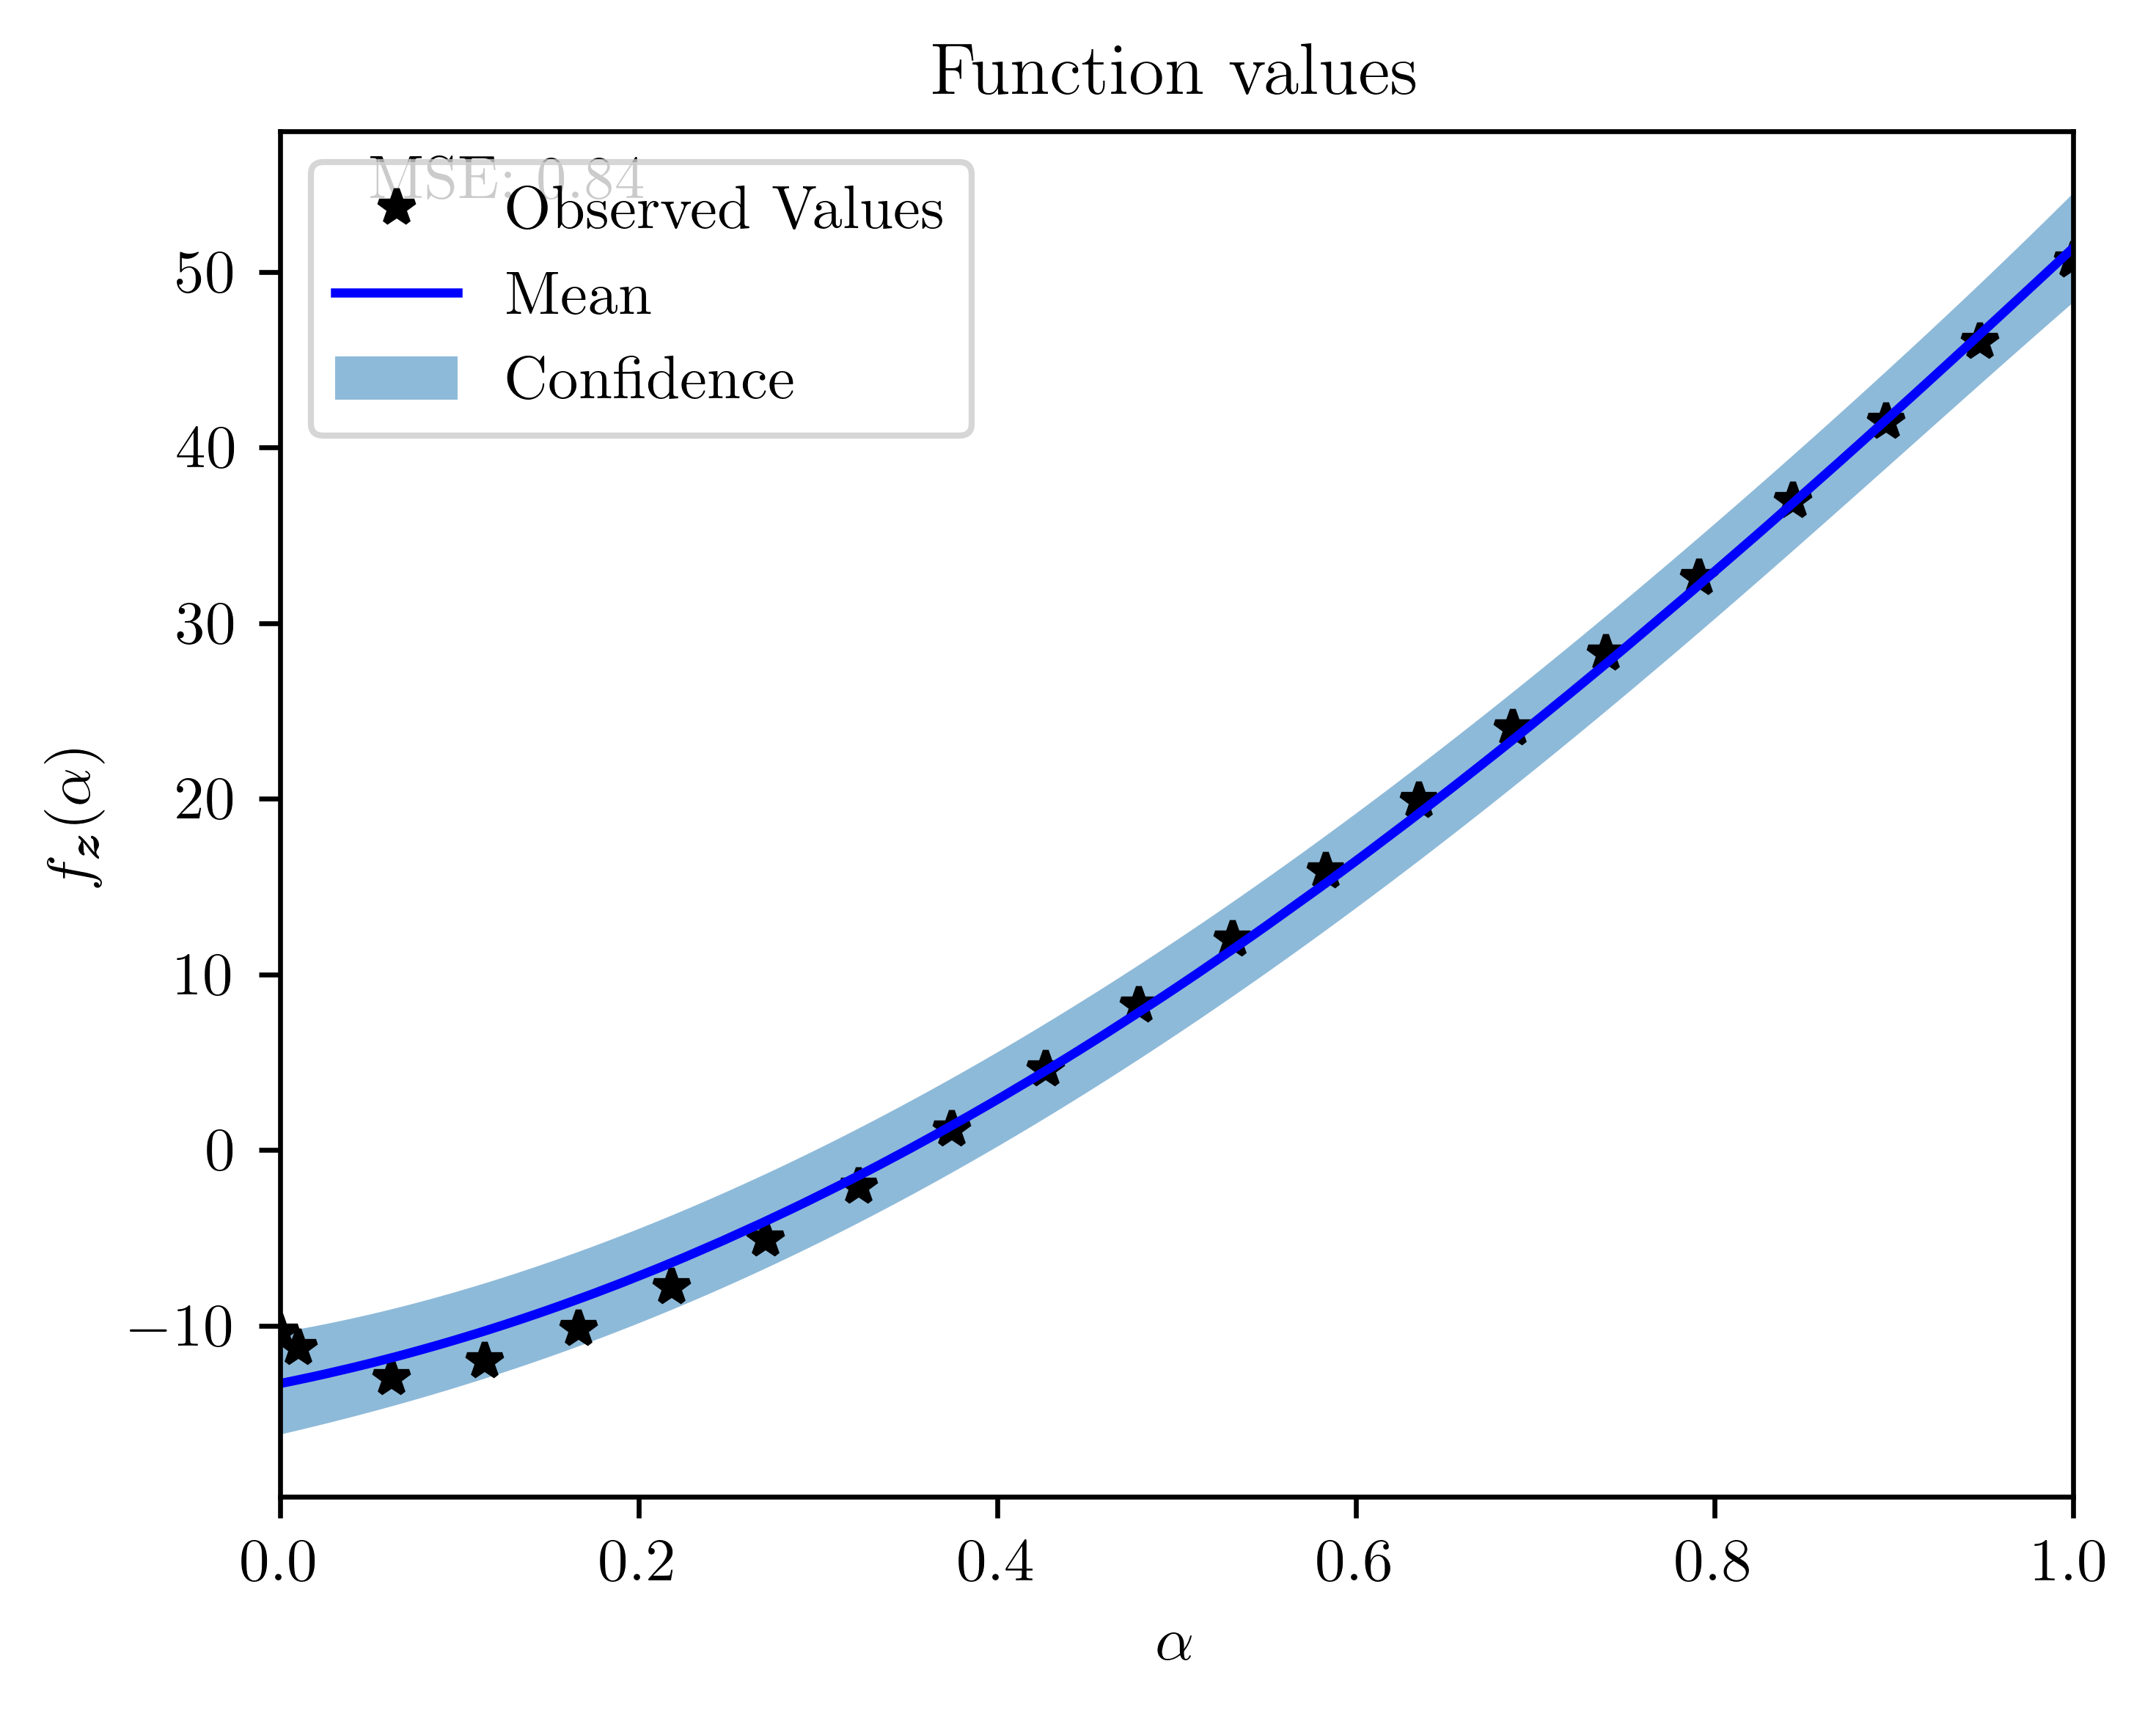 Function values
MSE: 0.84
Observed Values
Mean
Confidence
50
40
30
20
10
0
−10
f_z(α)
0.0 0.2 0.4 0.6 0.8 1.0
α